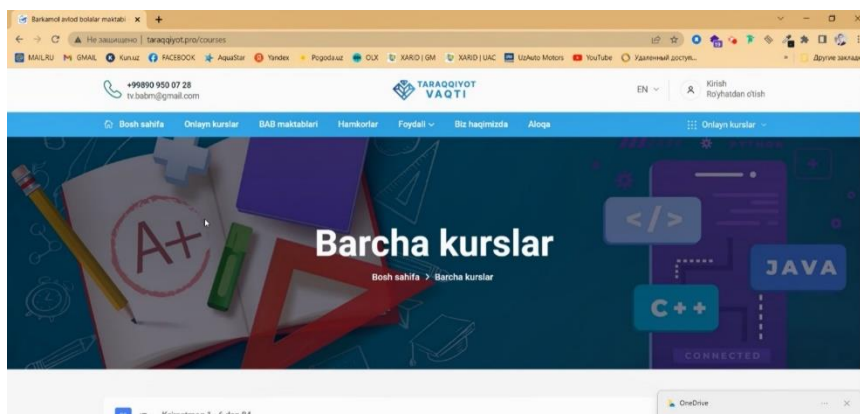 Barkamol avlod bolalar maktabi
Не защищено | taraqqiyot.pro/courses
MAIL.RU GMAIL Kun.uz FACEBOOK AquaStar Yandex Pogoda.uz OLX XARID | GM XARID | UAC UzAuto Motors YouTube Удаленный доступ... Другие заклад
+99890 950 07 28
tv.babm@gmail.com
TARAQQIYOT
VAQTI
EN
Kirish
Ro'yhatdan o'tish
Bosh sahifa Onlayn kurslar BAB maktablari Hamkorlar Foydali Biz haqimizda Aloqa Onlayn kurslar
PYTHON
A+
</>
Barcha kurslar
JAVA
Bosh sahifa > Barcha kurslar
C++
CONNECTED
OneDrive